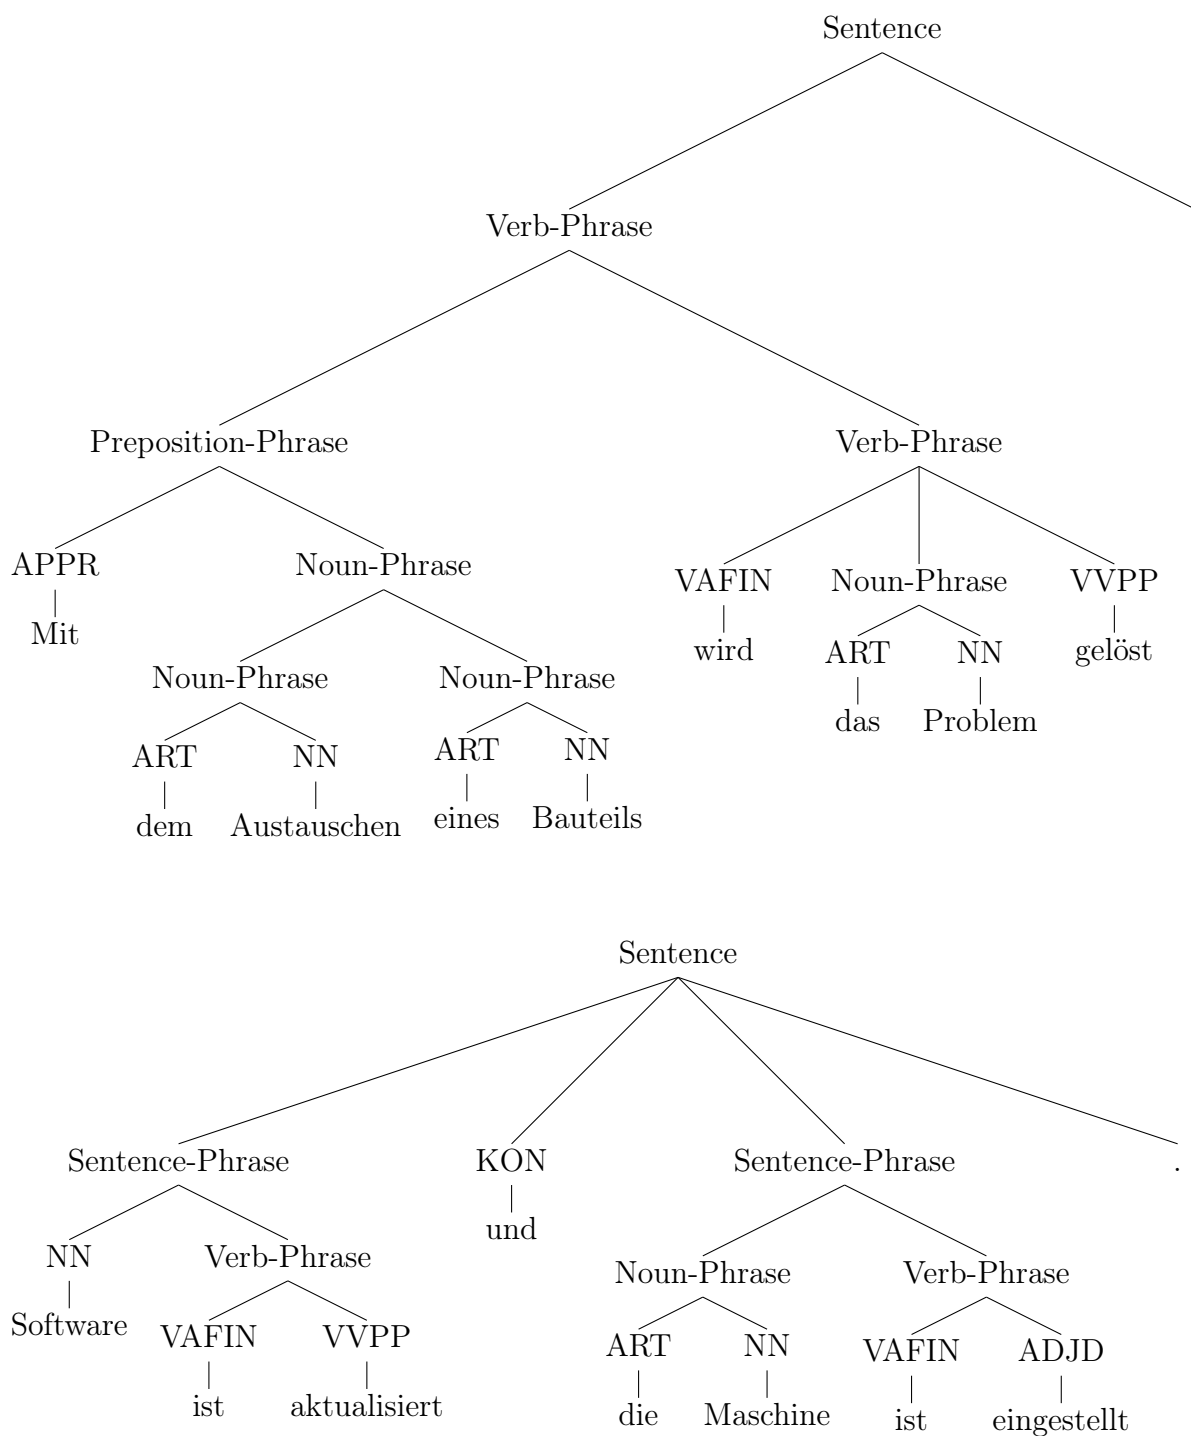 Sentence
Verb-Phrase
Preposition-Phrase Verb-Phrase
APPR Noun-Phrase VAFIN Noun-Phrase VVPP
Mit wird gelöst
Noun-Phrase Noun-Phrase ART NN
das Problem
ART NN ART NN
dem Austauschen eines Bauteils
Sentence
Sentence-Phrase KON Sentence-Phrase .
und
NN Verb-Phrase Noun-Phrase Verb-Phrase
Software VAFIN VVPP ART NN VAFIN ADJD
ist aktualisiert die Maschine ist eingestellt